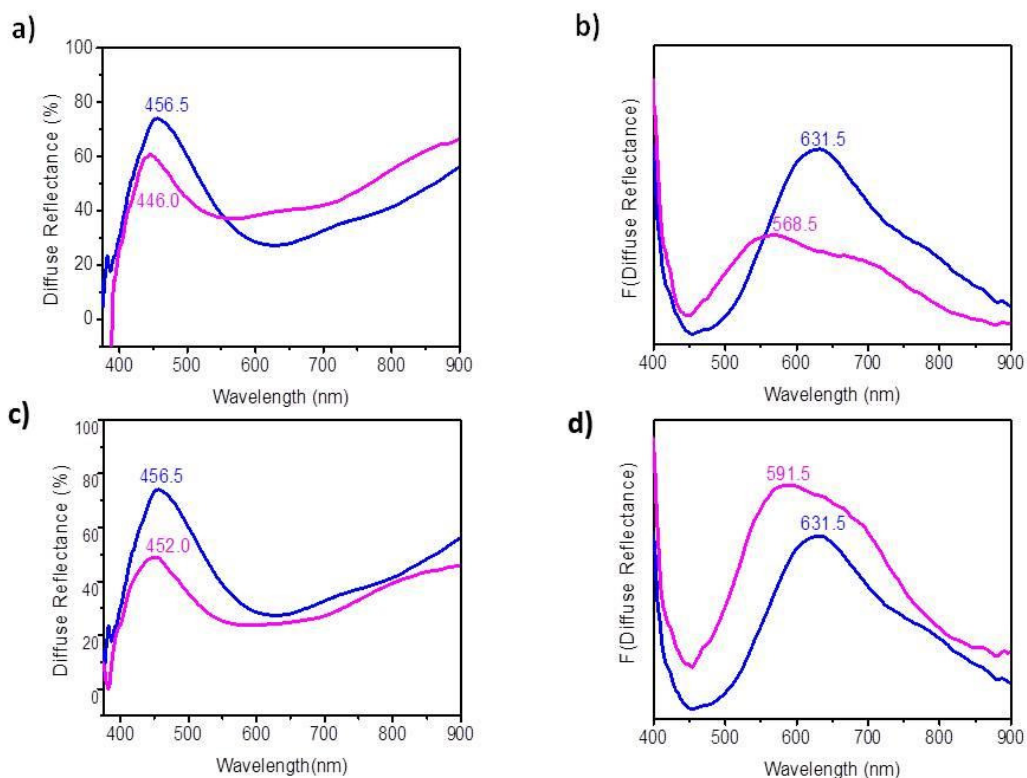 a)
Diffuse Reflectance (%)
100
80
60
40
20
0
456.5
446.0
400 500 600 700 800 900
Wavelength (nm)
b)
F(Diffuse Reflectance)
631.5
568.5
400 500 600 700 800 900
Wavelength (nm)
c)
Diffuse Reflectance (%)
100
80
60
40
20
0
456.5
452.0
400 500 600 700 800 900
Wavelength(nm)
d)
F(Diffuse Reflectance)
591.5
631.5
400 500 600 700 800 900
Wavelength (nm)